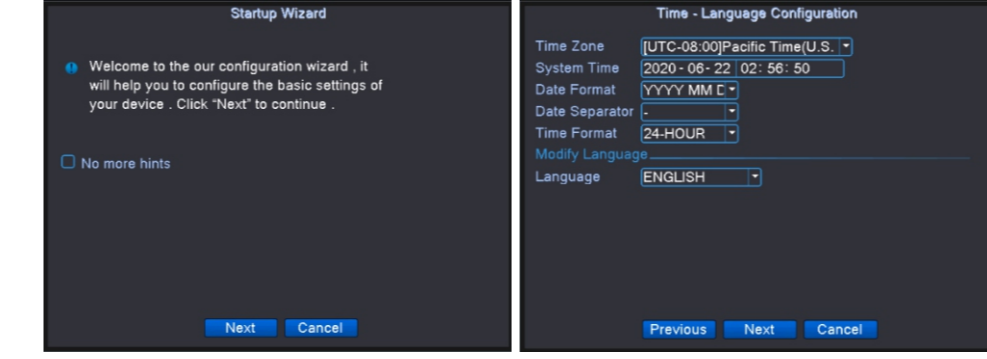 Startup Wizard
Welcome to the our configuration wizard , it
will help you to configure the basic settings of
your device . Click “Next” to continue .
No more hints
Next Cancel
Time - Language Configuration
Time Zone [UTC-08:00]Pacific Time(U.S.
System Time 2020 - 06 - 22 02: 56: 50
Date Format YYYY MM D
Date Separator -
Time Format 24-HOUR
Modify Language
Language ENGLISH
Previous Next Cancel